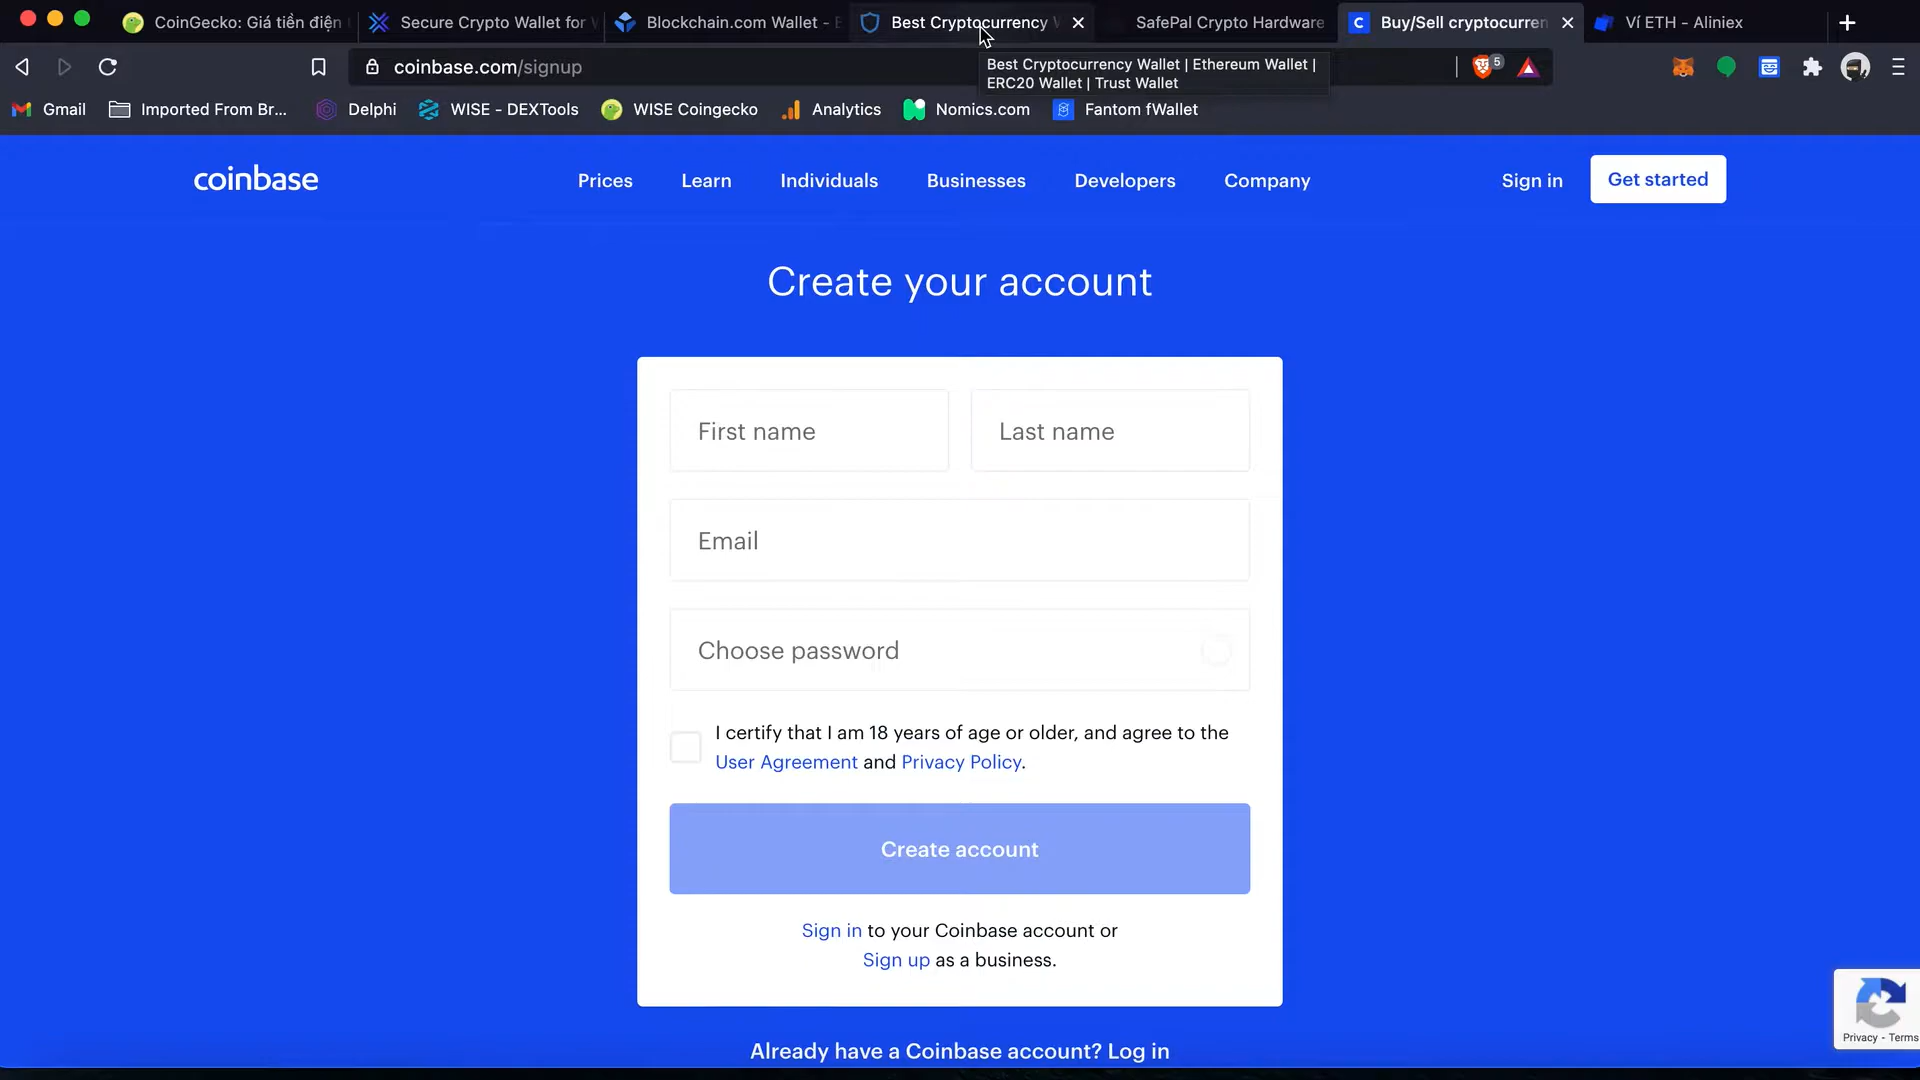 CoinGecko: Giá tiền điện
Secure Crypto Wallet for
Blockchain.com Wallet -
Best Cryptocurrency
SafePal Crypto Hardware
C
Buy/Sell cryptocurren
Ví ETH - Aliniex
coinbase.com/signup
5
Best Cryptocurrency Wallet | Ethereum Wallet |
ERC20 Wallet | Trust Wallet
Gmail
Imported From Br...
Delphi
WISE - DEXTools
WISE Coingecko
Analytics
Nomics.com
Fantom fWallet
coinbase
Prices
Learn
Individuals
Businesses
Developers
Company
Sign in
Get started
Create your account
First name
Last name
Email
Choose password
I certify that I am 18 years of age or older, and agree to the
User Agreement and Privacy Policy.
Create account
Sign in to your Coinbase account or
Sign up as a business.
Privacy - Terms
Already have a Coinbase account? Log in